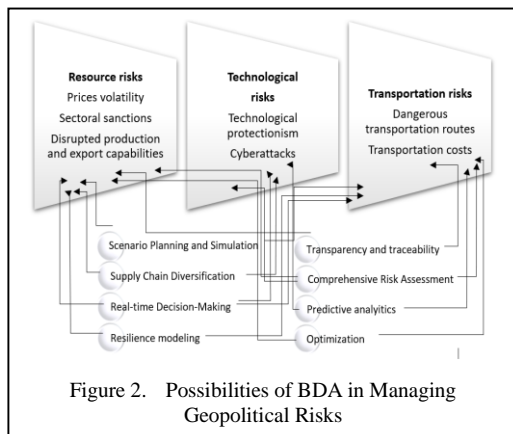 Resource risks
Prices volatility
Sectoral sanctions
Disrupted production
and export capabilities
Technological
risks
Technological
protectionism
Cyberattacks
Transportation risks
Dangerous
transportation routes
Transportation costs
Scenario Planning and Simulation
Supply Chain Diversification
Real-time Decision-Making
Resilience modeling
Transparency and traceability
Comprehensive Risk Assessment
Predictive analyitics
Optimization
Figure 2. Possibilities of BDA in Managing
Geopolitical Risks